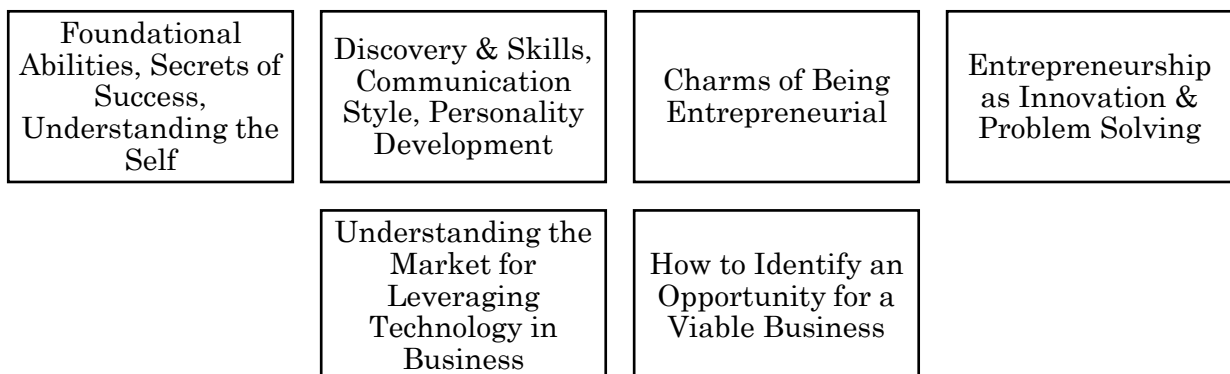 Foundational
Abilities, Secrets of
Success,
Understanding the
Self
Discovery & Skills,
Communication
Style, Personality
Development
Charms of Being
Entrepreneurial
Entrepreneurship
as Innovation &
Problem Solving
Understanding the
Market for
Leveraging
Technology in
Business
How to Identify an
Opportunity for a
Viable Business